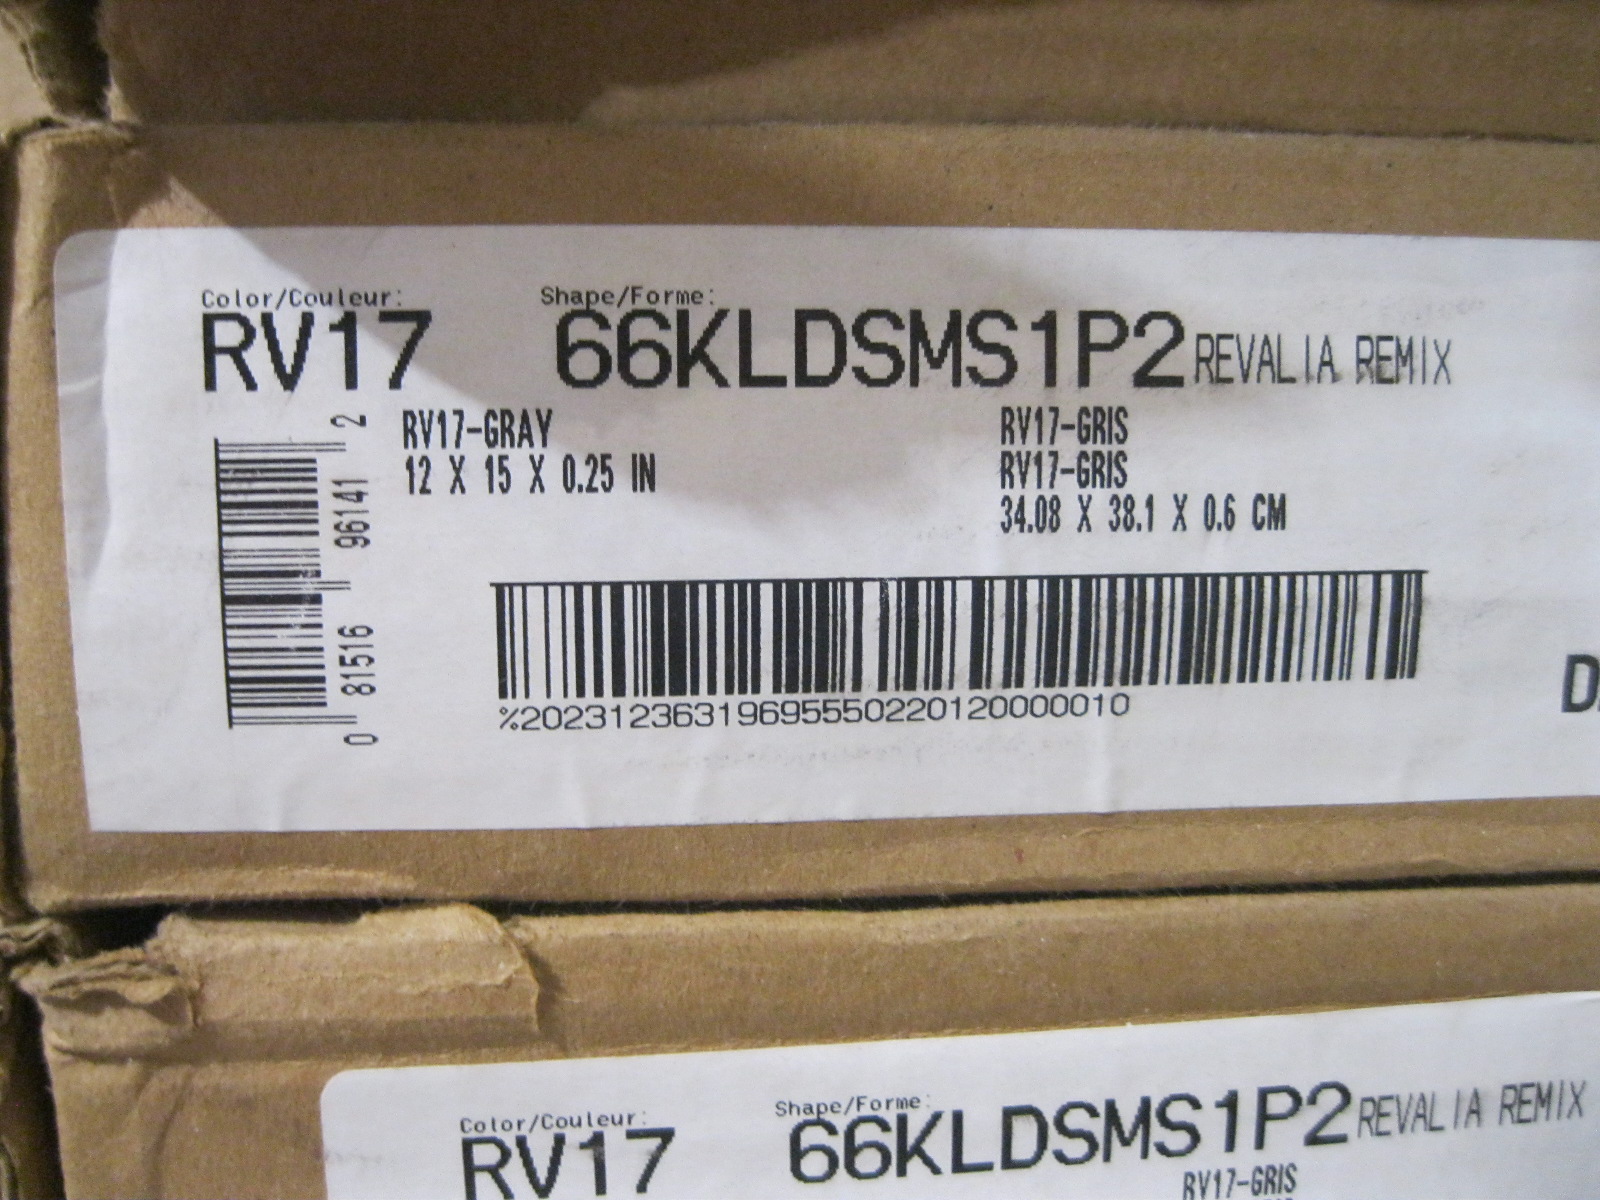 Color/Couleur: Shape/Forme:
RV17 66KLDSMS1P2 REVALIA REMIX
RV17-GRAY RV17-GRIS
12 X 15 X 0.25 IN RV17-GRIS
34.08 X 38.1 X 0.6 CM
0 81516 96141 2
%20231236319695550220120000010
Color/Couleur: Shape/Forme:
RV17 66KLDSMS1P2 REVALIA REMIX
RV17-GRIS